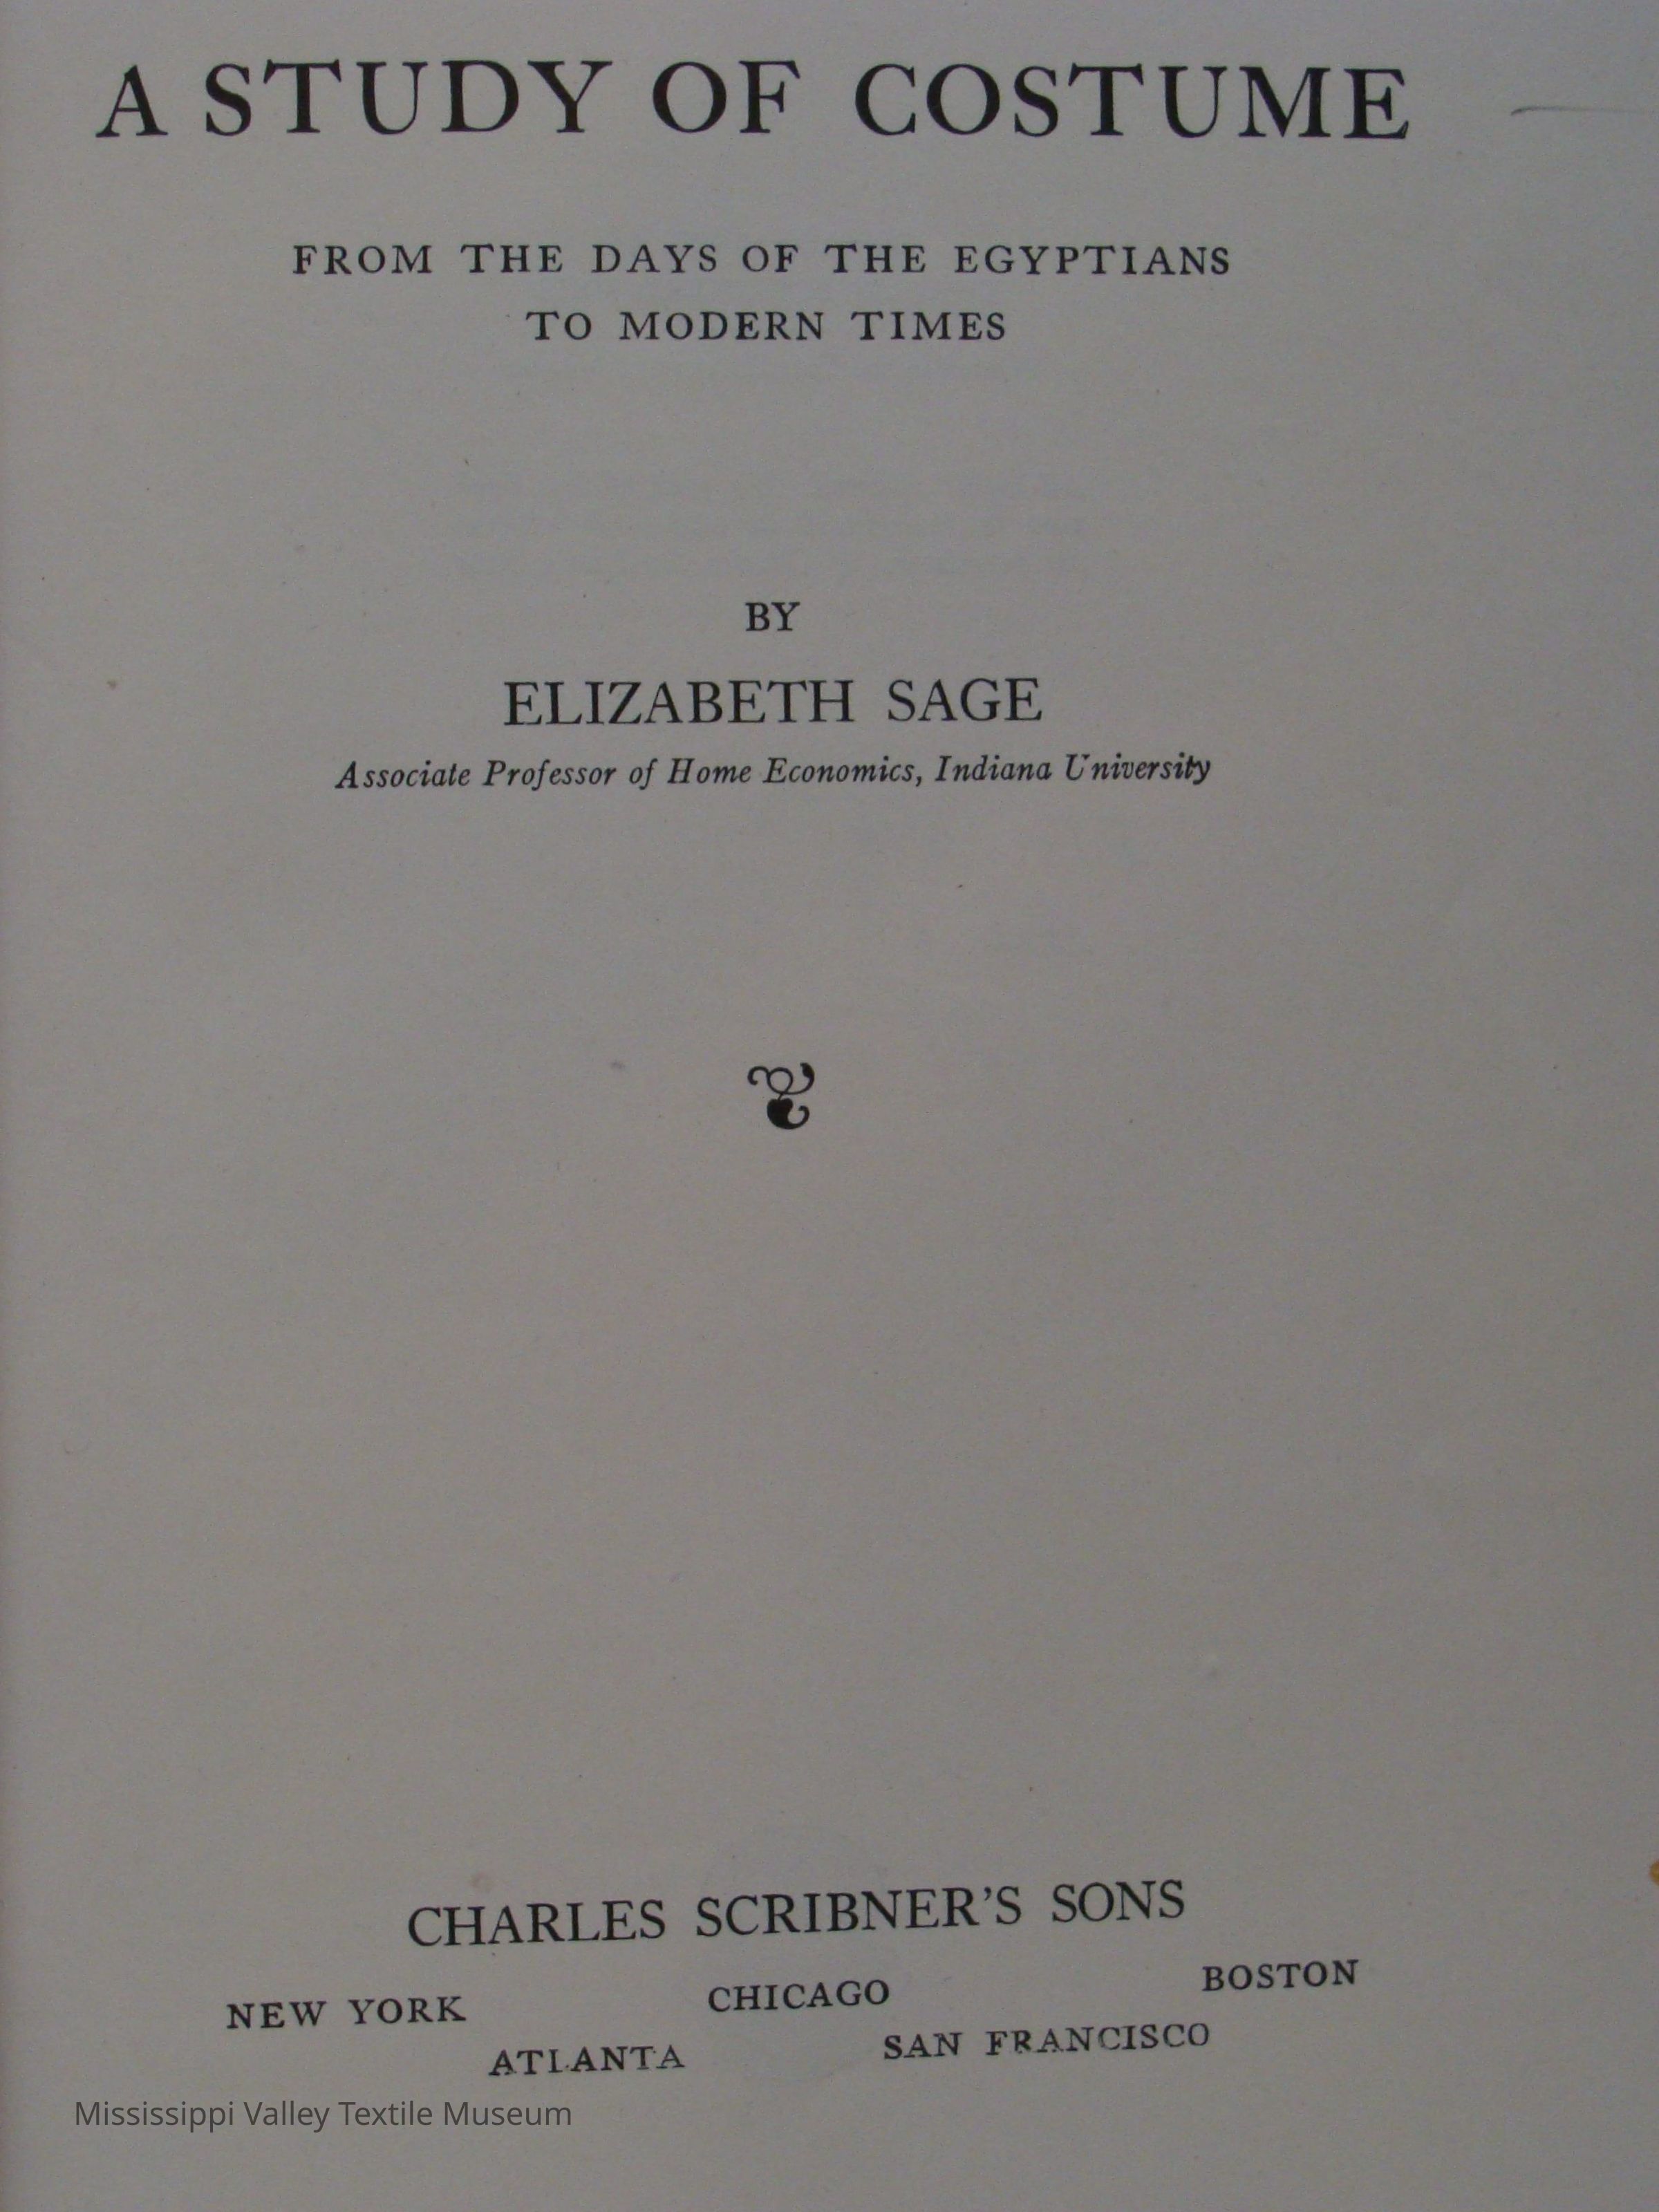 A STUDY OF COSTUME
FROM THE DAYS OF THE EGYPTIANS
TO MODERN TIMES
BY
ELIZABETH SAGE
Associate Professor of Home Economics, Indiana University
CHARLES SCRIBNER'S SONS
NEW YORK CHICAGO BOSTON
ATLANTA SAN FRANCISCO
Mississippi Valley Textile Museum